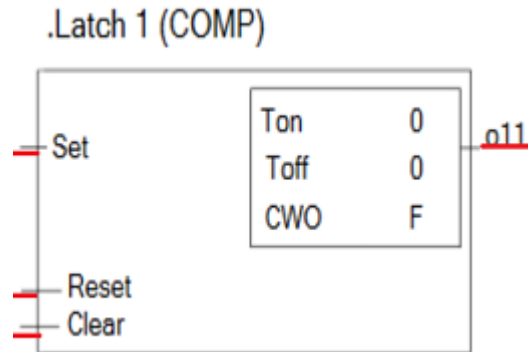 .Latch 1 (COMP)
Ton 0
Set
o11
Toff 0
CWO F
Reset
Clear